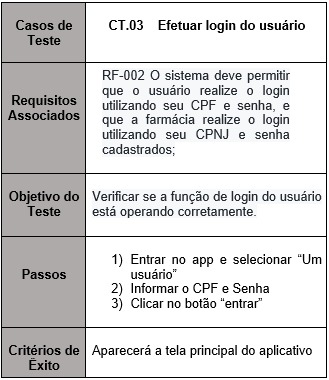 Casos de
Teste
CT.03 Efetuar login do usuário
Requisitos
Associados
RF-002 O sistema deve permitir
que o usuário realize o login
utilizando seu CPF e senha, e
que a farmácia realize o login
utilizando seu CPNJ e senha
cadastrados;
Objetivo do
Teste
Verificar se a função de login do usuário
está operando corretamente.
Passos
1) Entrar no app e selecionar “Um
usuário”
2) Informar o CPF e Senha
3) Clicar no botão “entrar”
Critérios de
Êxito
Aparecerá a tela principal do aplicativo